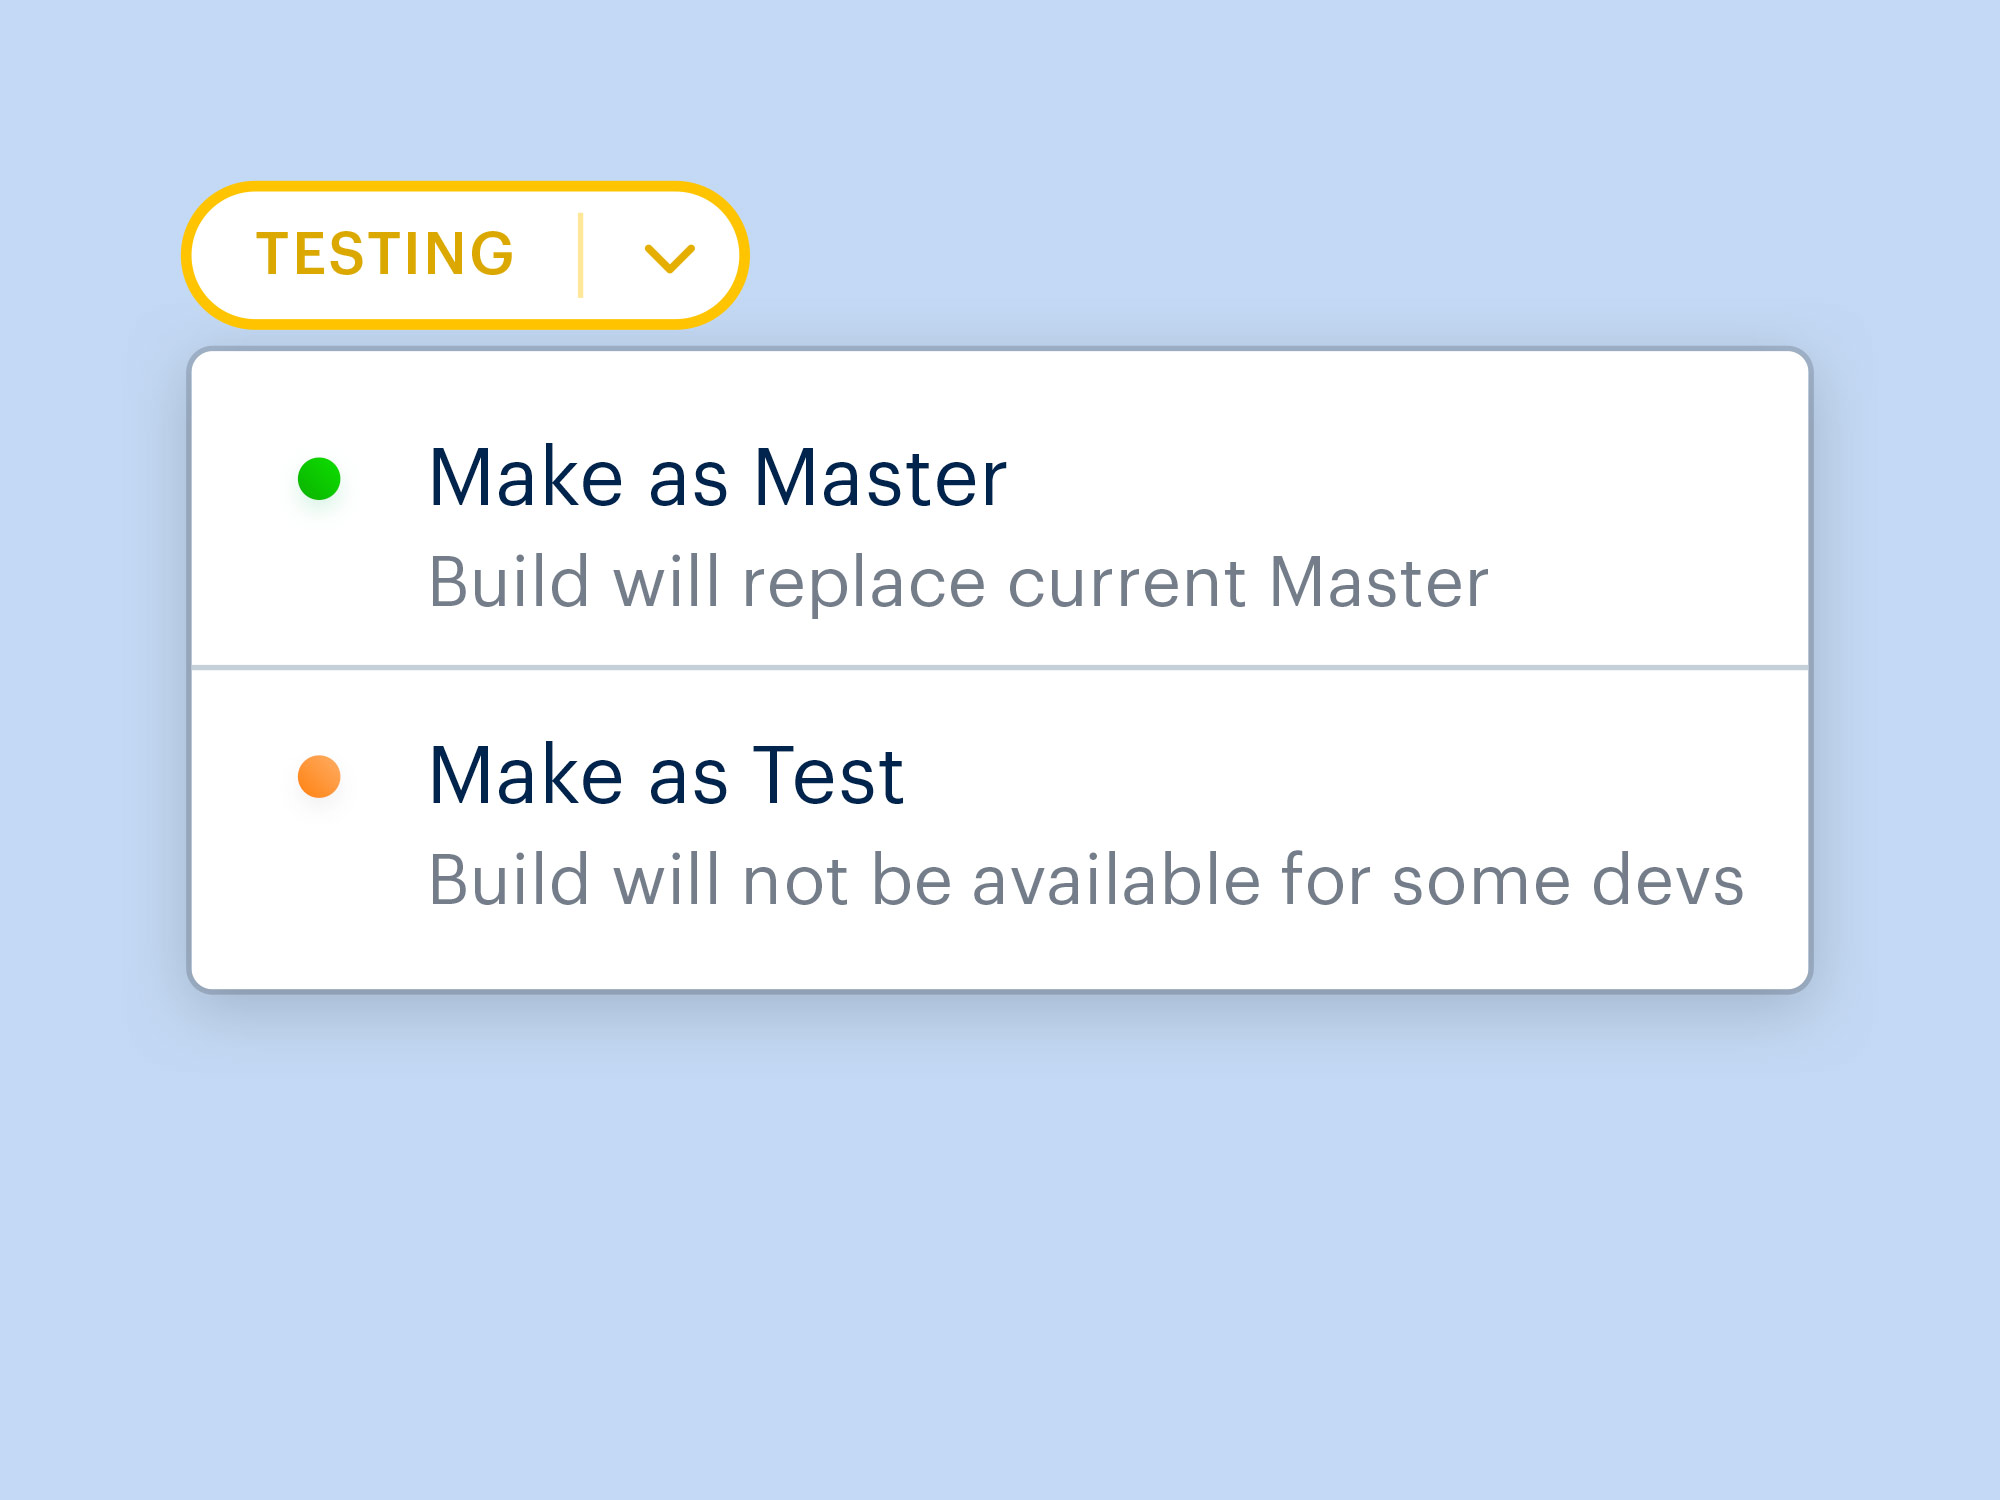 TESTING
Make as Master
Build will replace current Master
Make as Test
Build will not be available for some devs